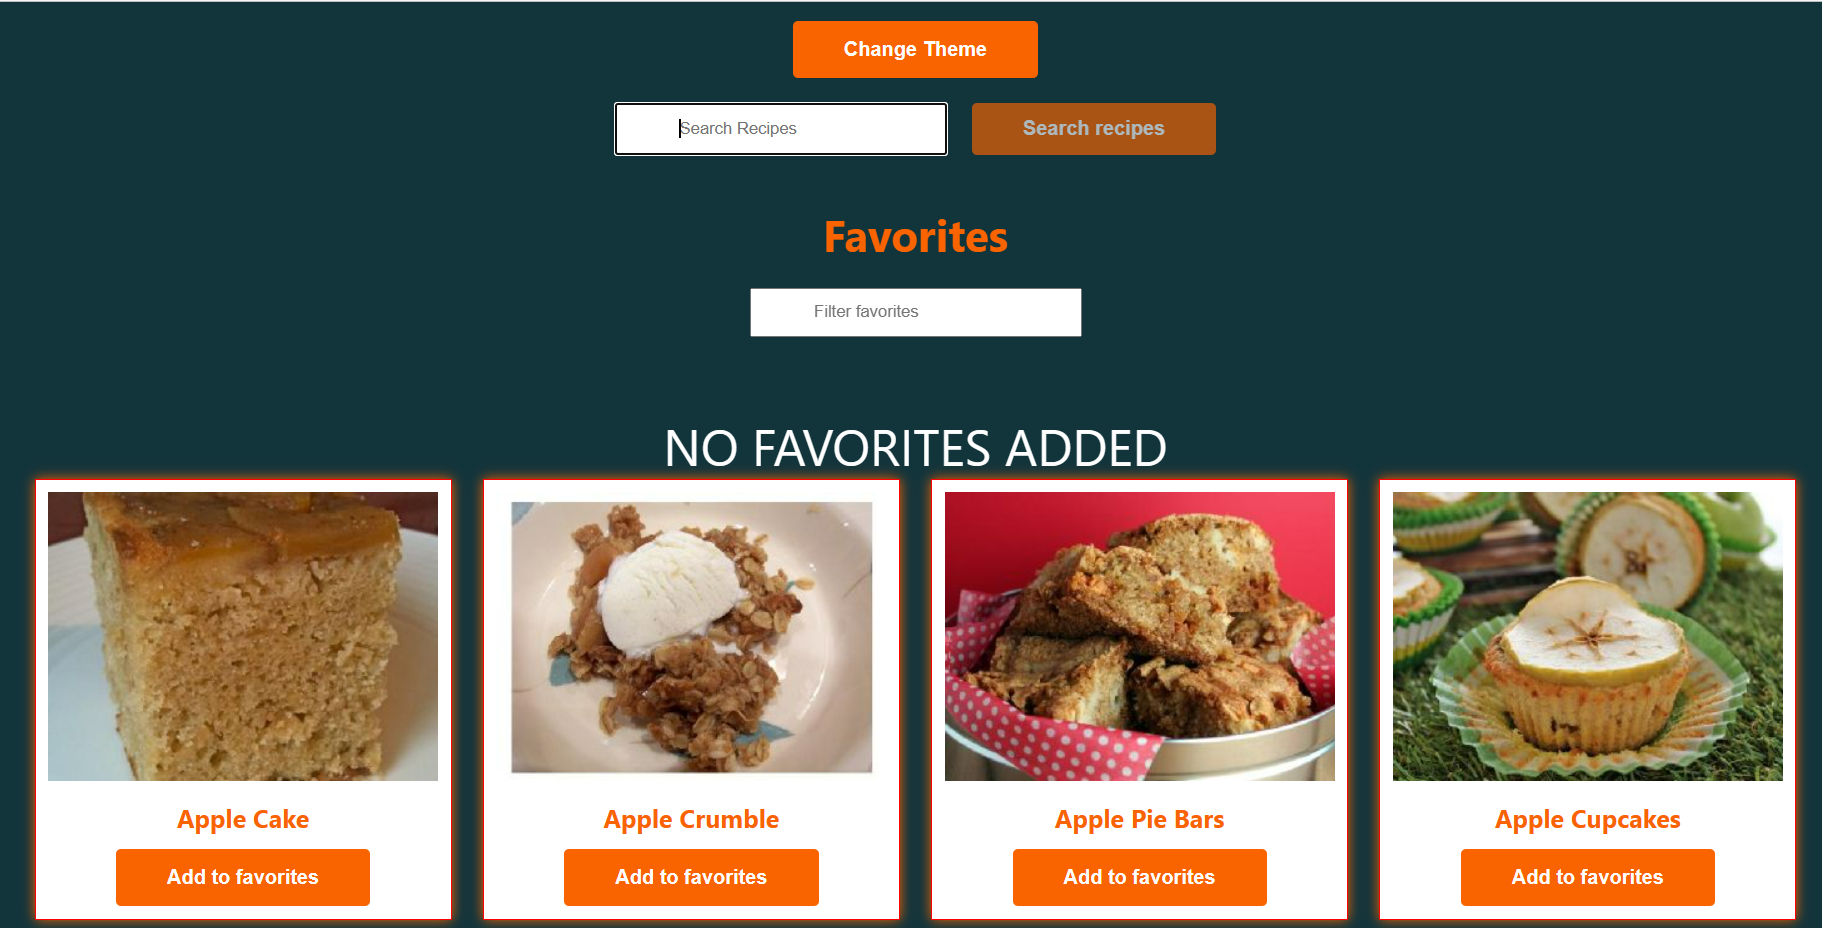 Change Theme
Search Recipes
Search recipes
Favorites
Filter favorites
NO FAVORITES ADDED
Apple Cake
Add to favorites
Apple Crumble
Add to favorites
Apple Pie Bars
Add to favorites
Apple Cupcakes
Add to favorites